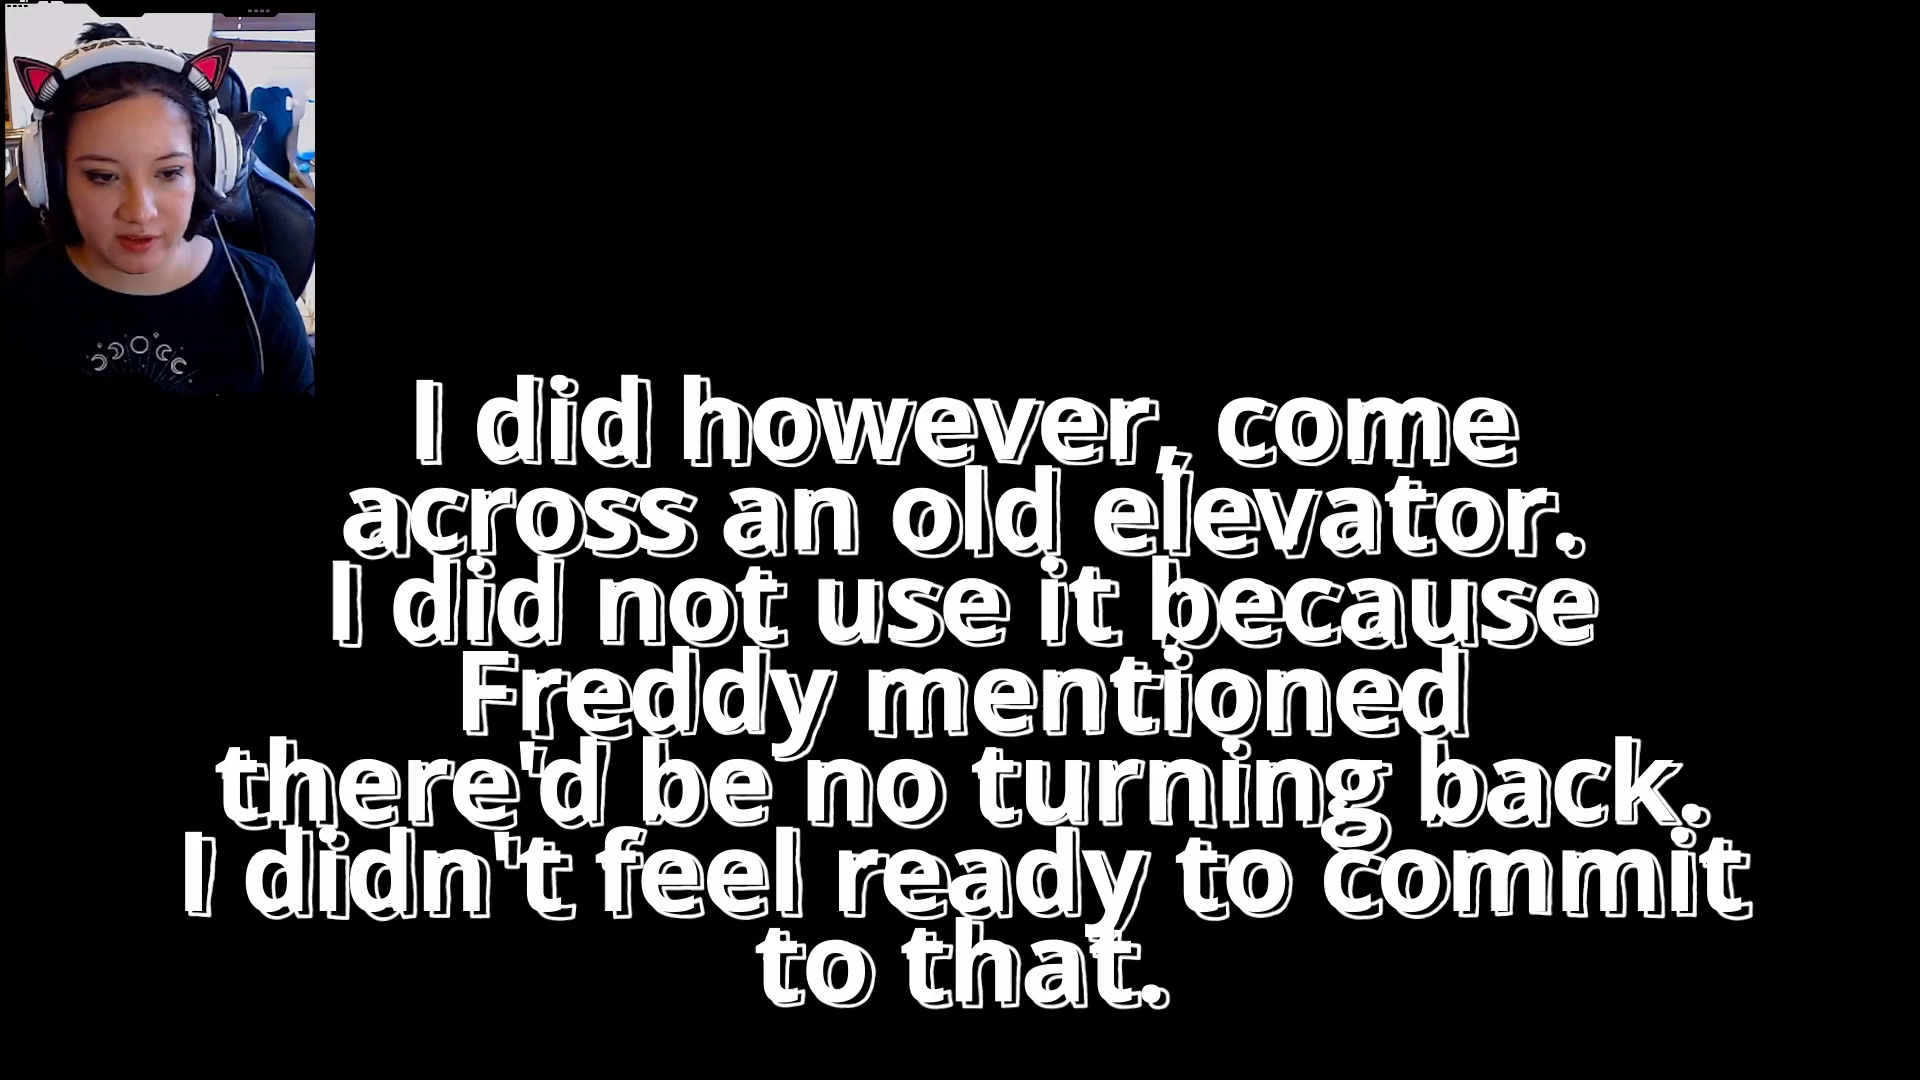 I did however, come
across an old elevator.
I did not use it because
Freddy mentioned
there'd be no turning back.
I didn't feel ready to commit
to that.